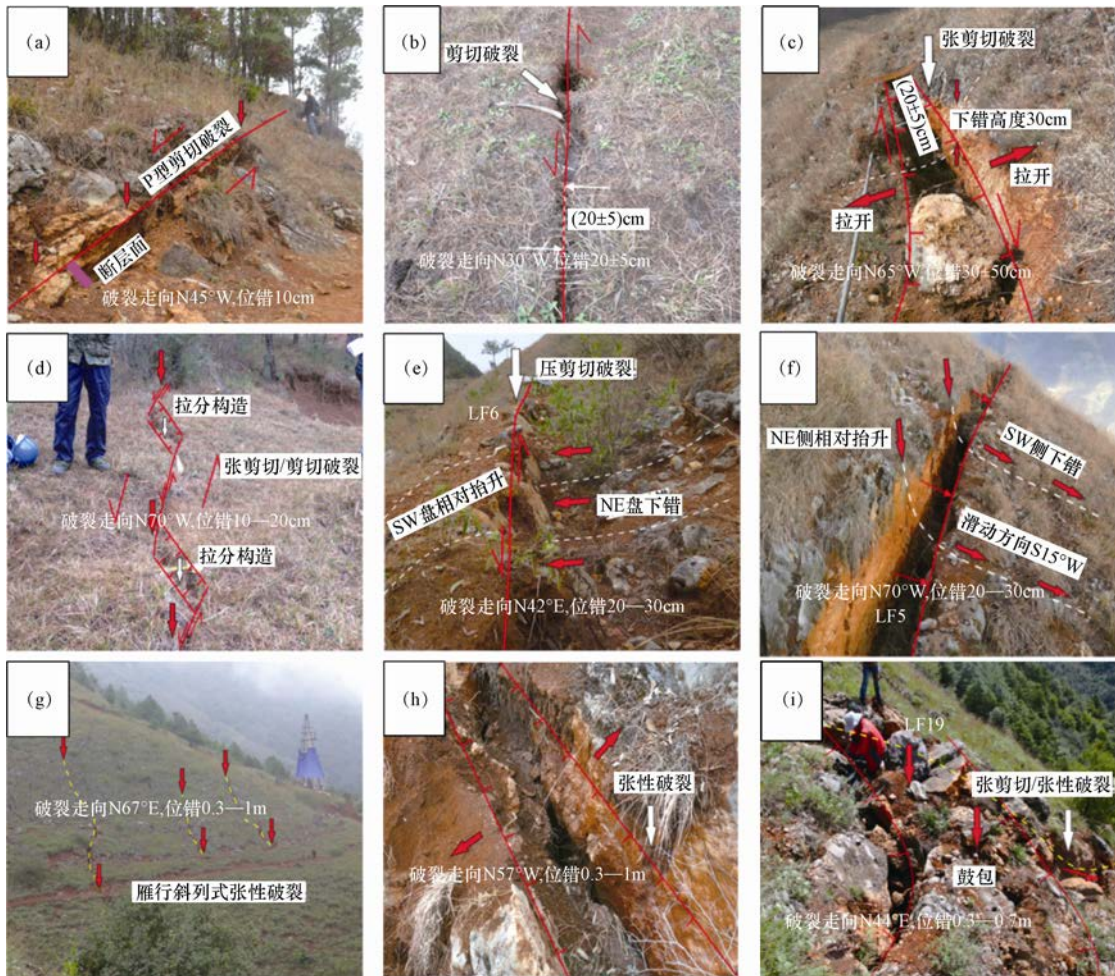 (a)
P型剪切破裂
断层面
破裂走向N45°W,位错10cm
(b)
剪切破裂
(20±5)cm
破裂走向N30°W,位错20±5cm
(c)
张剪切破裂
(20±5)cm
下错高度30cm
拉开
拉开
破裂走向N65°W,位错30±50cm
(d)
拉分构造
张剪切/剪切破裂
破裂走向N70°W,位错10—20cm
拉分构造
(e)
压剪切破裂
LF6
SW盘相对抬升
NE盘下错
破裂走向N42°E,位错20—30cm
(f)
NE侧相对抬升
SW侧下错
滑动方向S15°W
破裂走向N70°W,位错20—30cm
LF5
(g)
破裂走向N67°E,位错0.3—1m
雁行斜列式张性破裂
(h)
张性破裂
破裂走向N57°W,位错0.3—1m
(i)
LF19
张剪切/张性破裂
鼓包
破裂走向N44°E,位错0.3—0.7m